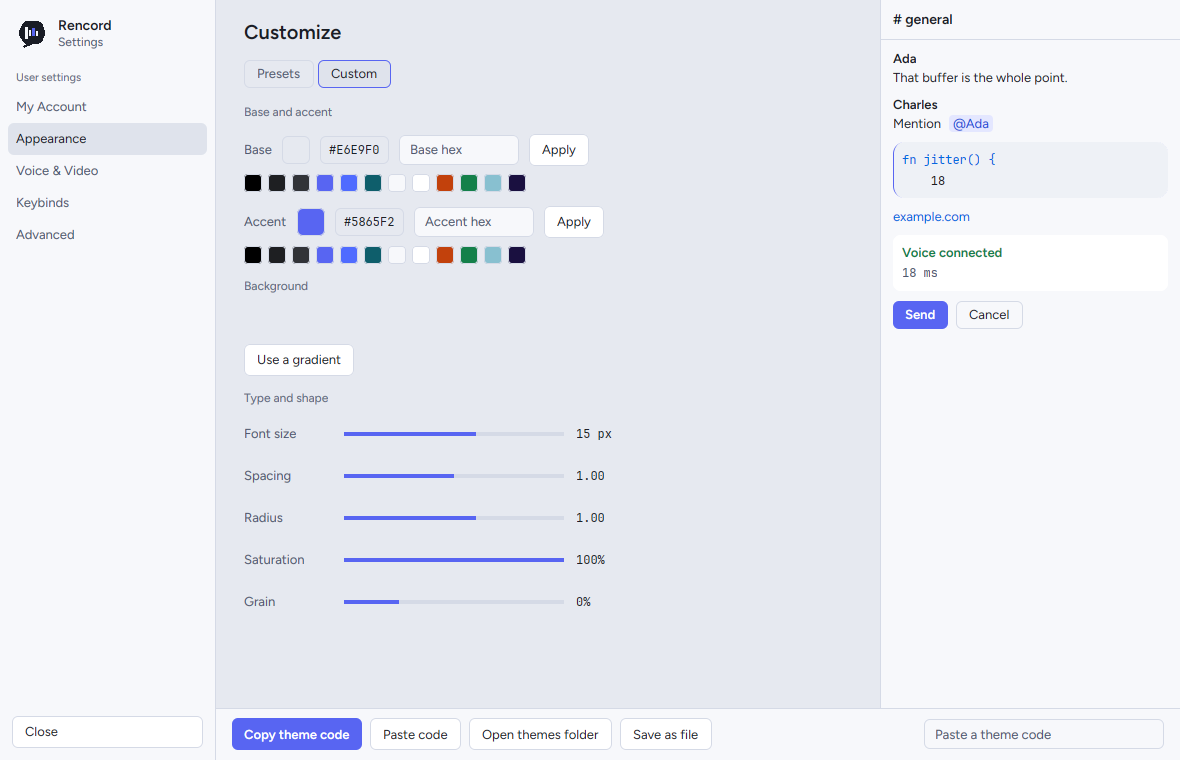 Rencord
Settings
User settings
My Account
Appearance
Voice & Video
Keybinds
Advanced
Close
Customize
Presets
Custom
Base and accent
Base
#E6E9F0
Base hex
Apply
Accent
#5865F2
Accent hex
Apply
Background
Use a gradient
Type and shape
Font size
15 px
Spacing
1.00
Radius
1.00
Saturation
100%
Grain
0%
Copy theme code
Paste code
Open themes folder
Save as file
Paste a theme code
# general
Ada
That buffer is the whole point.
Charles
Mention @Ada
fn jitter() {
18
example.com
Voice connected
18 ms
Send
Cancel